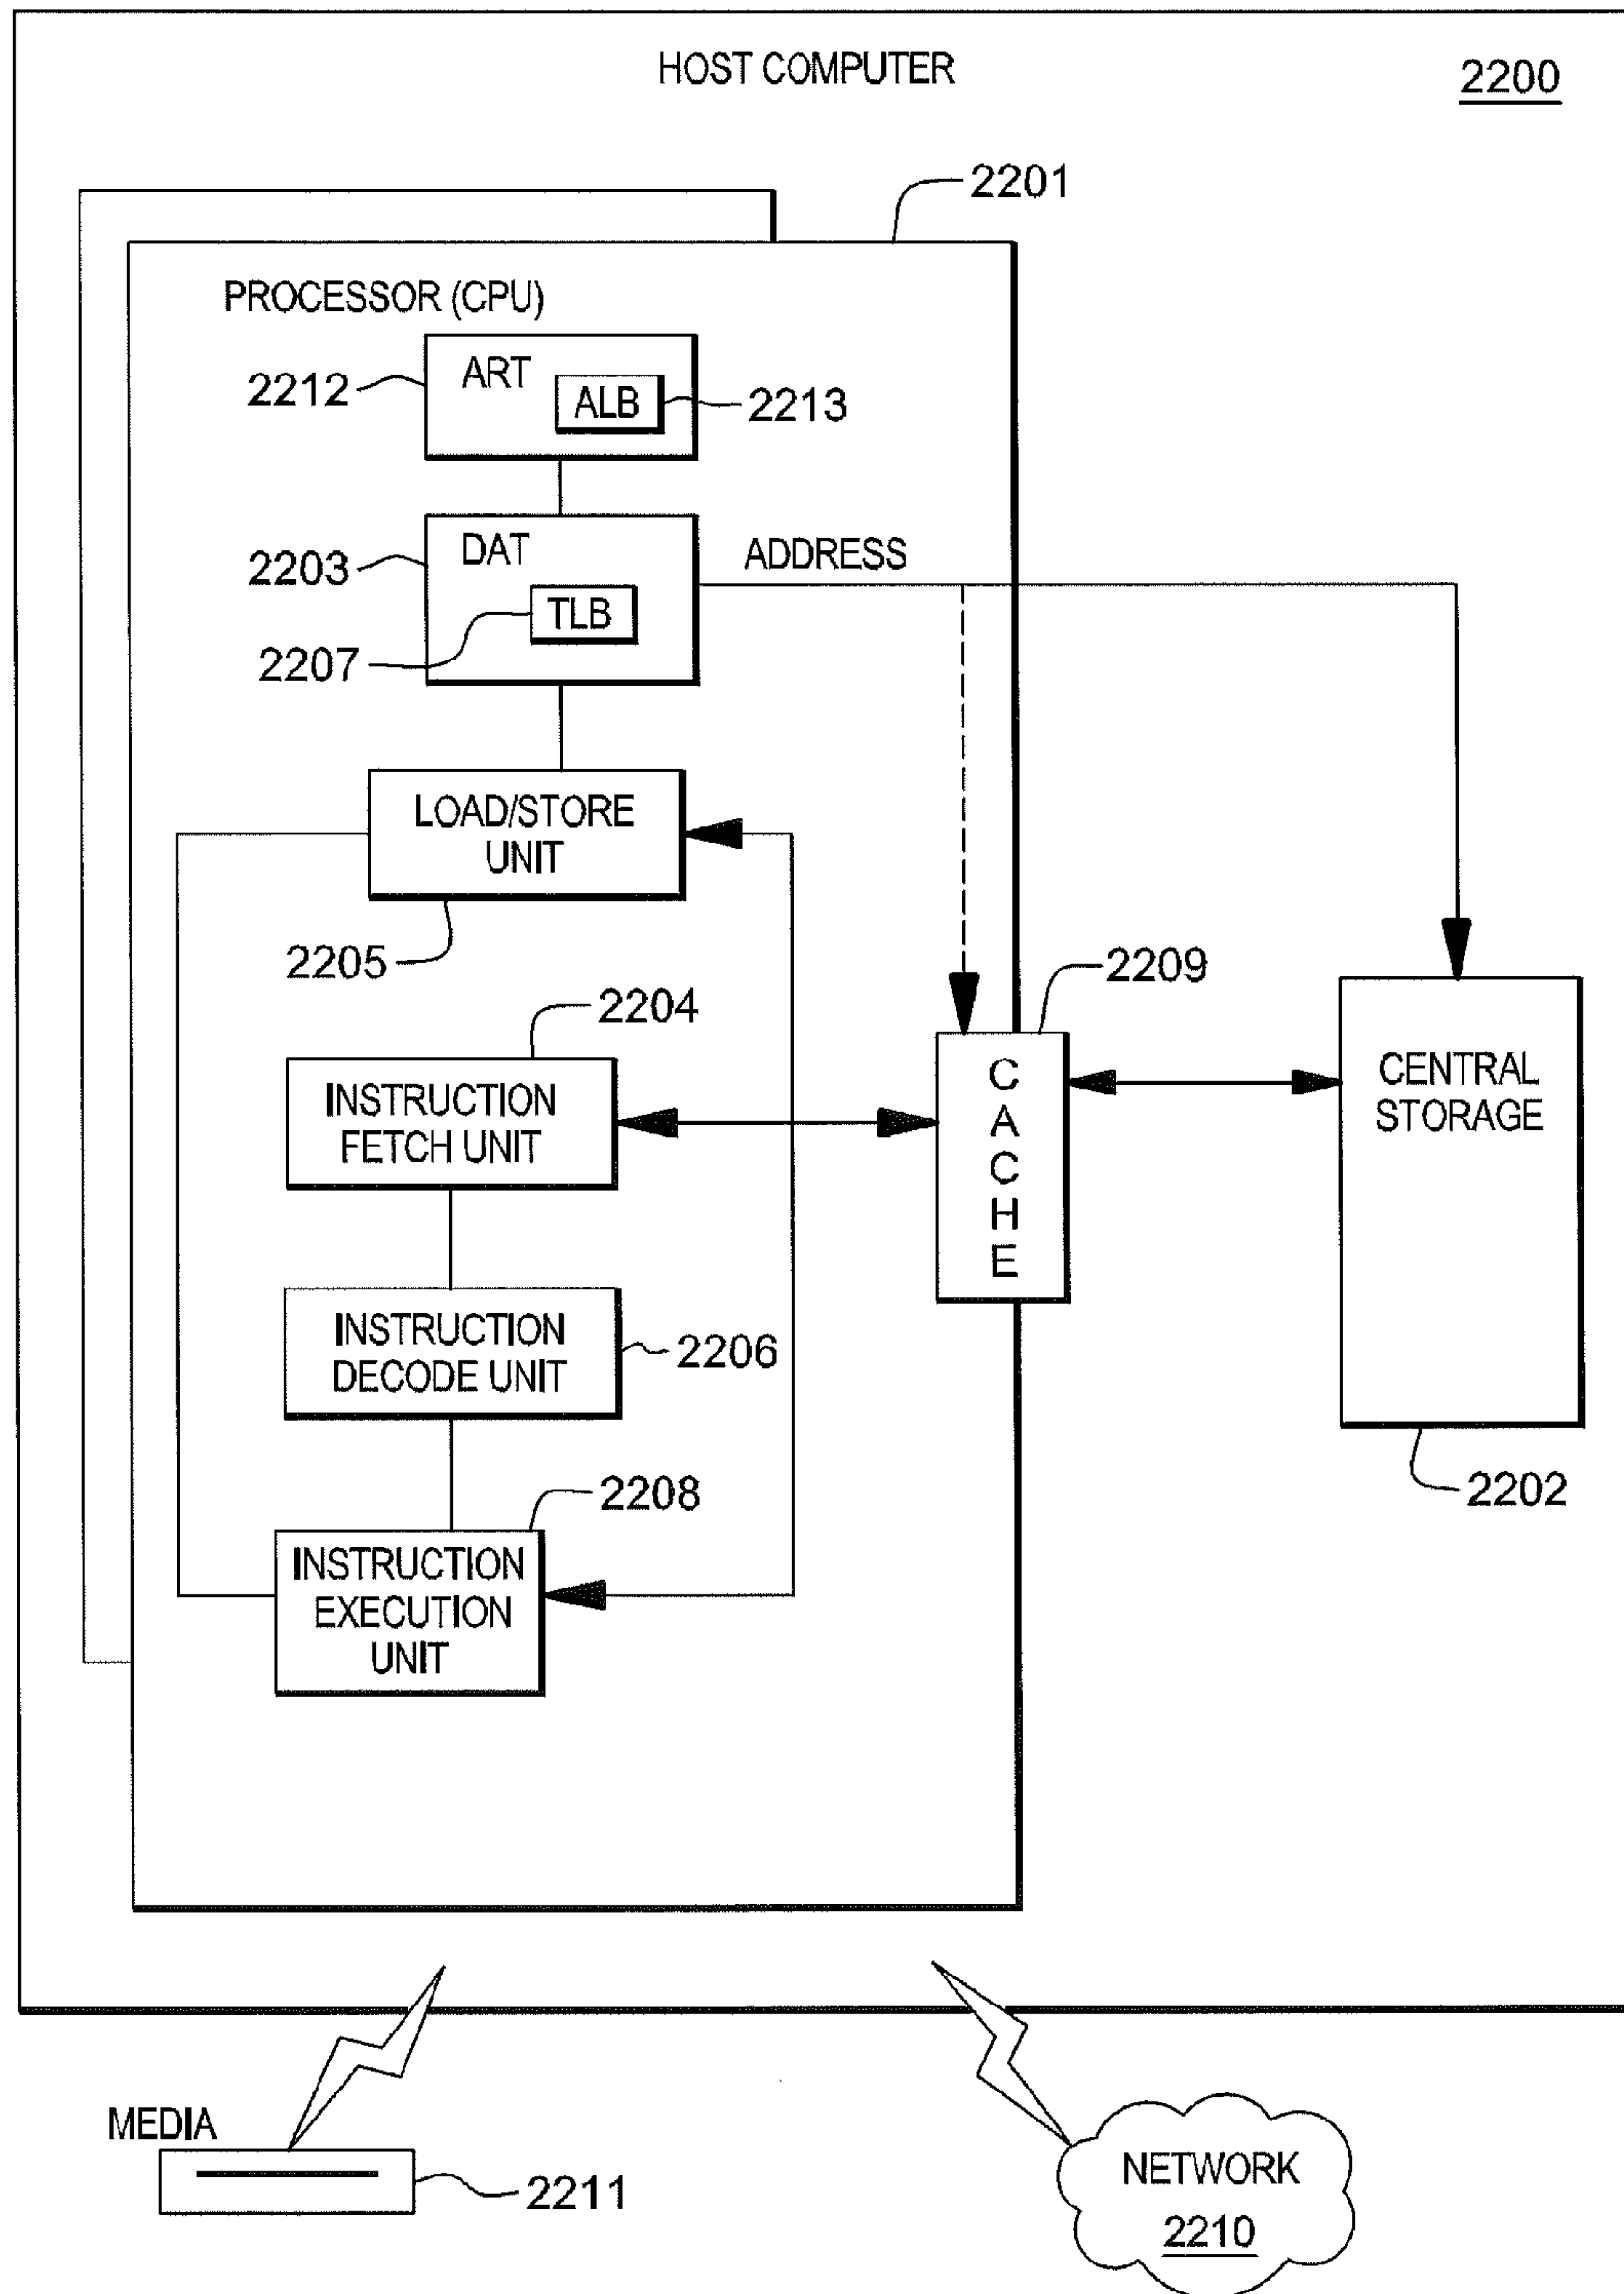 HOST COMPUTER
2200
2201
PROCESSOR (CPU)
ART
2212
ALB
2213
DAT
ADDRESS
2203
TLB
2207
LOAD/STORE
UNIT
2205
2209
2204
CACHE
INSTRUCTION
FETCH UNIT
CENTRAL
STORAGE
INSTRUCTION
DECODE UNIT
2206
2202
2208
INSTRUCTION
EXECUTION
UNIT
MEDIA
2211
NETWORK
2210